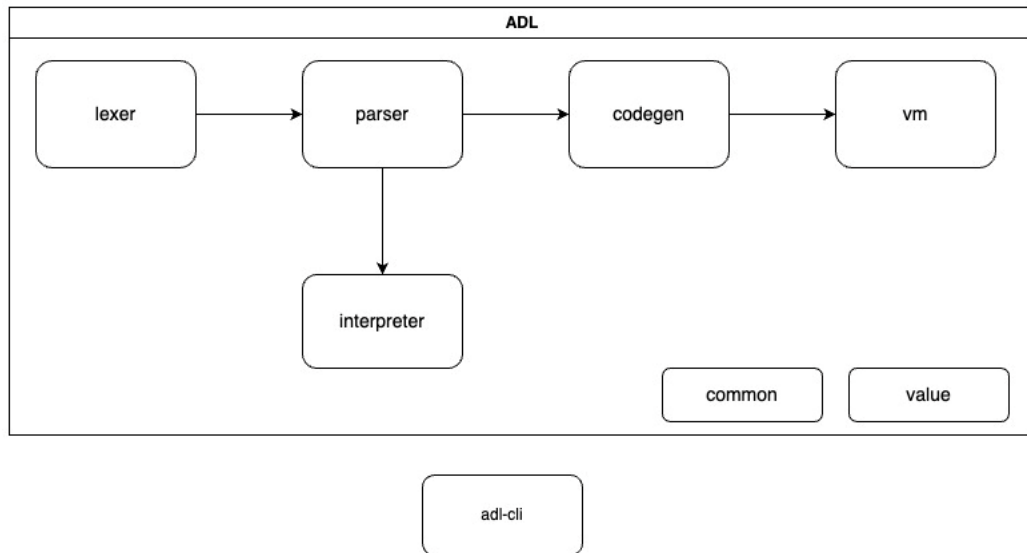 ADL
lexer
parser
codegen
vm
interpreter
common
value
adl-cli